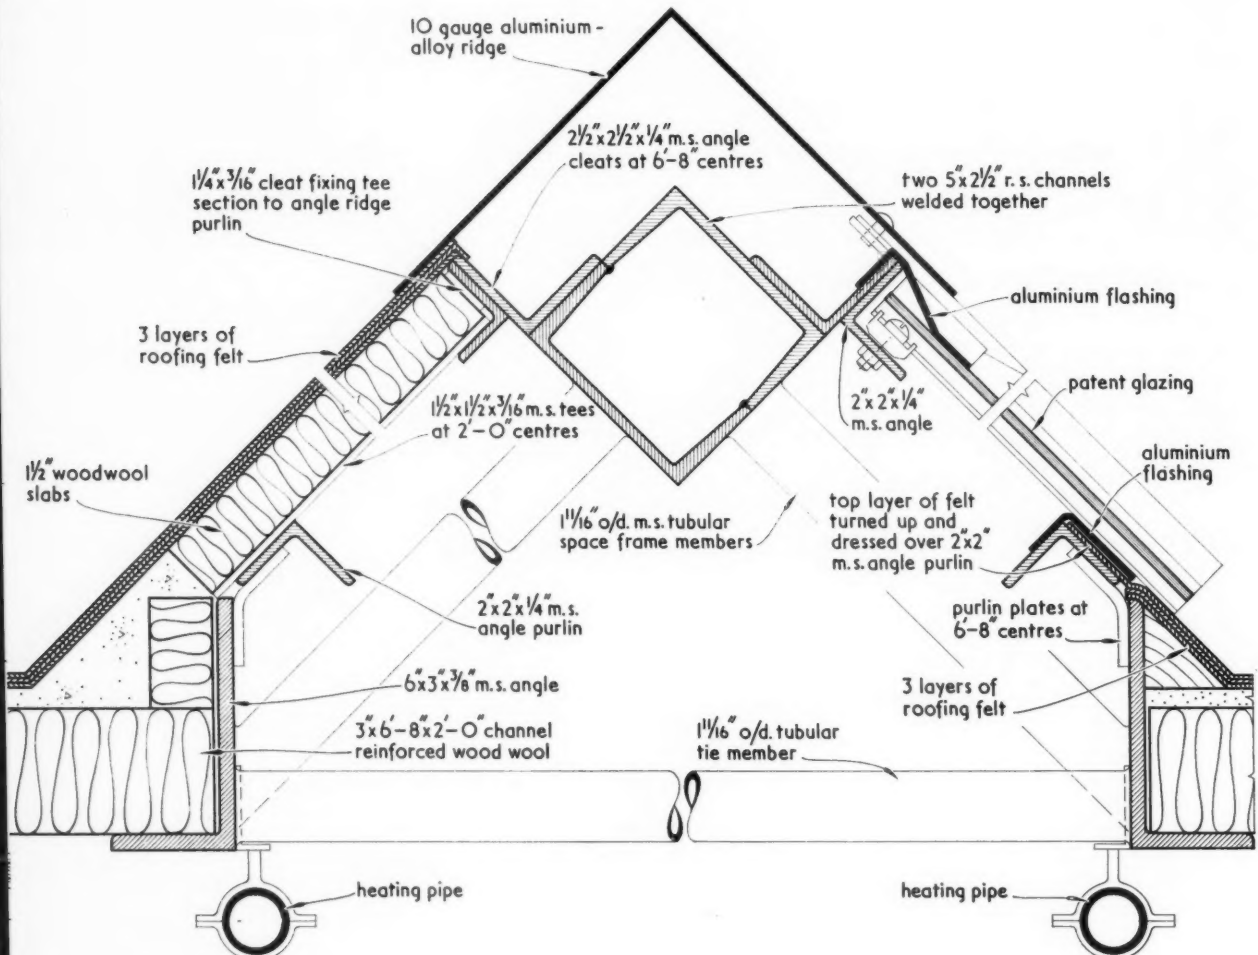 10 gauge aluminium-
alloy ridge
2½"x2½"x¼" m.s. angle
cleats at 6'-8" centres
1¼"x3/16" cleat fixing tee
section to angle ridge
purlin
two 5"x2½" r.s. channels
welded together
aluminium flashing
3 layers of
roofing felt
patent glazing
1½"x1½"x3/16" m.s. tees
at 2'-0" centres
2"x2"x¼"
m.s. angle
aluminium
flashing
1½" woodwool
slabs
1 11/16" o/d. m.s. tubular
space frame members
top layer of felt
turned up and
dressed over 2"x2"
m.s. angle purlin
2"x2"x¼" m.s.
angle purlin
purlin plates at
6'-8" centres
6"x3"x3/8" m.s. angle
3 layers of
roofing felt
3"x6'-8"x2'-0" channel
reinforced wood wool
1 11/16" o/d. tubular
tie member
heating pipe
heating pipe